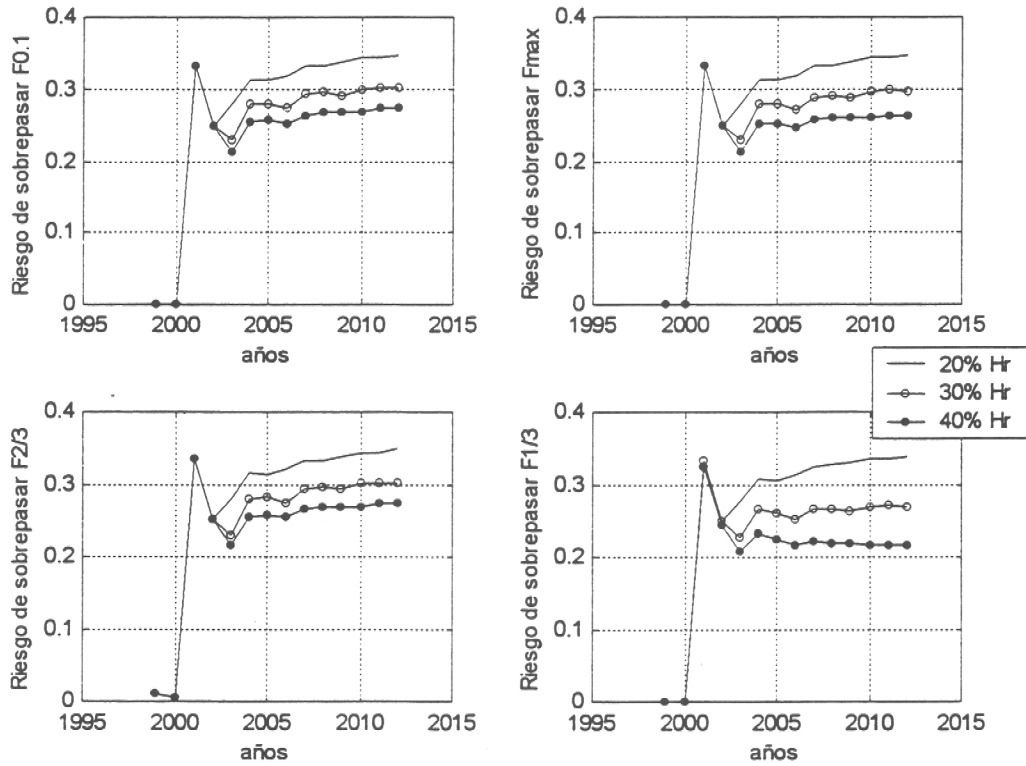 Riesgo de sobrepasar F0.1
0.4
0.3
0.2
0.1
0
1995 2000 2005 2010 2015
años
Riesgo de sobrepasar Fmax
0.4
0.3
0.2
0.1
0
1995 2000 2005 2010 2015
años
20% Hr
30% Hr
40% Hr
Riesgo de sobrepasar F2/3
0.4
0.3
0.2
0.1
0
1995 2000 2005 2010 2015
años
Riesgo de sobrepasar F1/3
0.4
0.3
0.2
0.1
0
1995 2000 2005 2010 2015
años